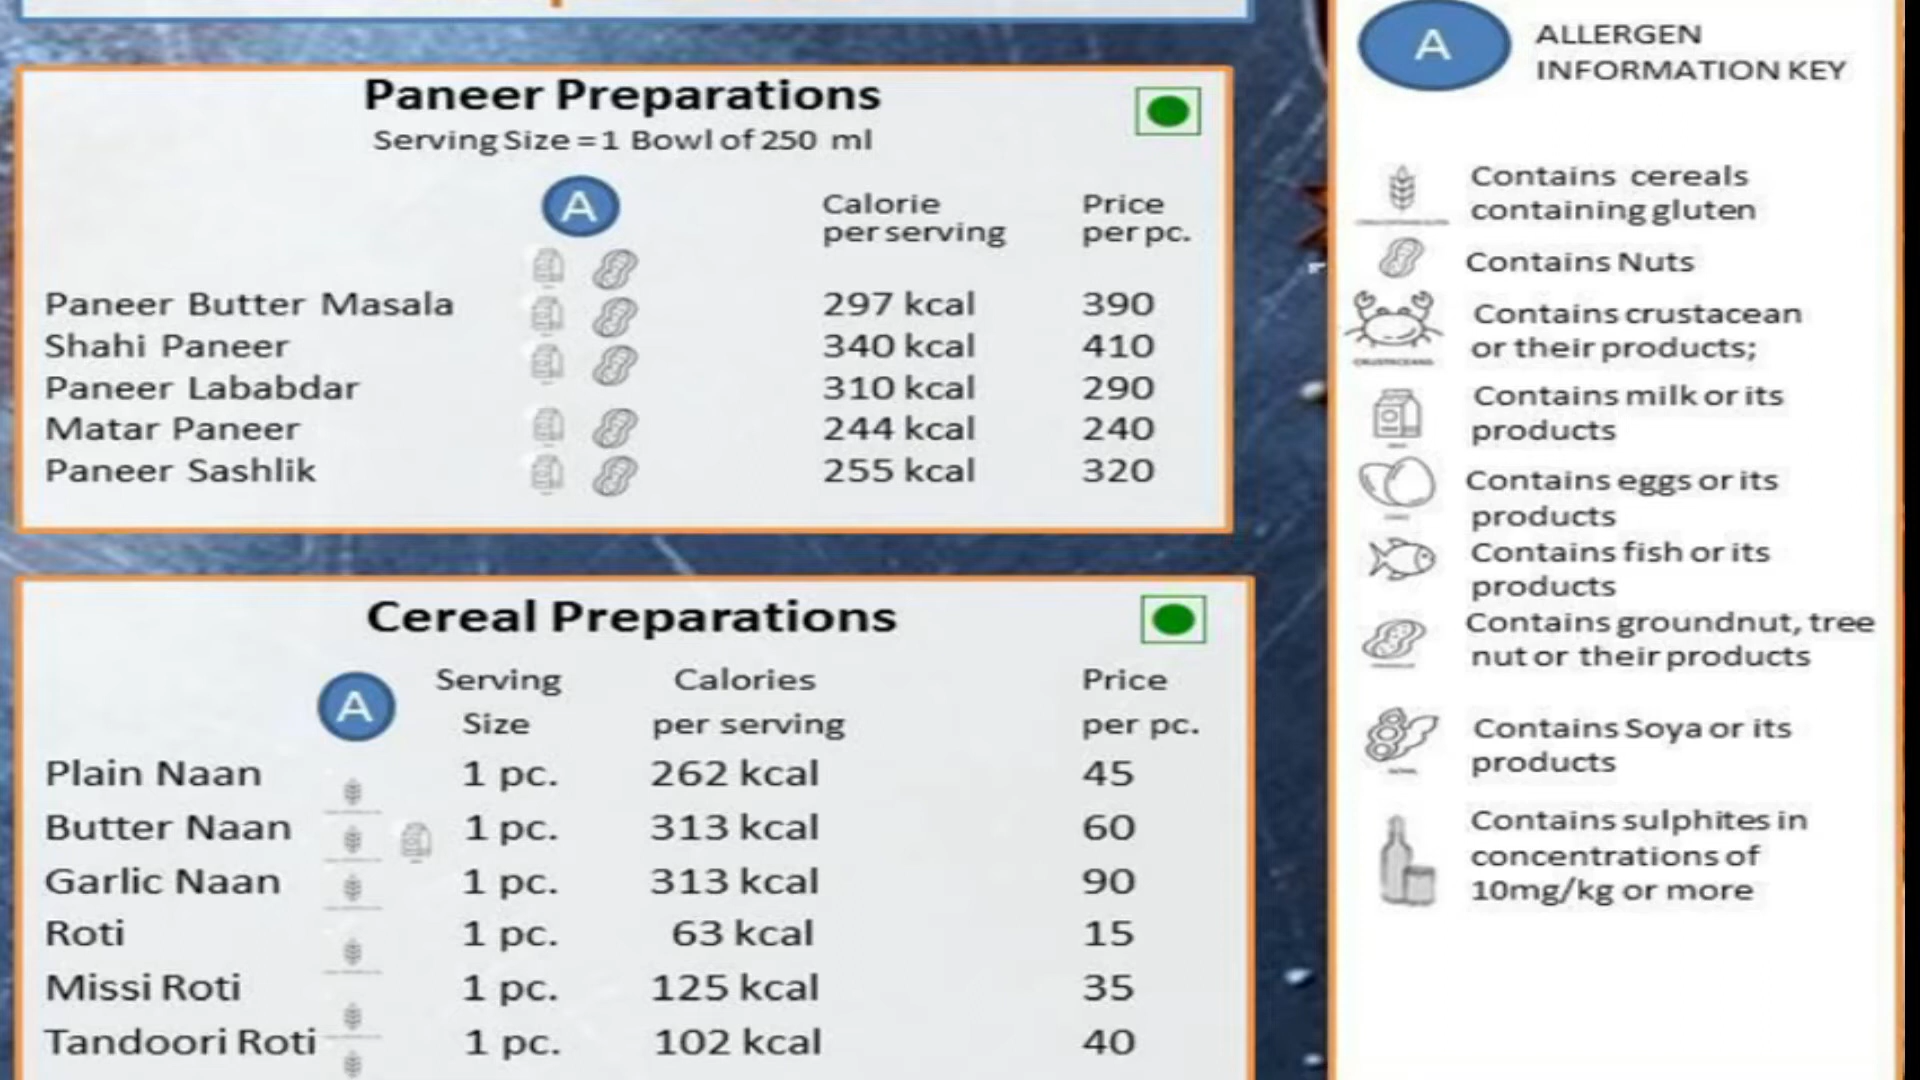 Paneer Preparations
Serving Size = 1 Bowl of 250 ml
A
Calorie per serving
Price per pc.
Paneer Butter Masala 297 kcal 390
Shahi Paneer 340 kcal 410
Paneer Lababdar 310 kcal 290
Matar Paneer 244 kcal 240
Paneer Sashlik 255 kcal 320
Cereal Preparations
A
Serving Size
Calories per serving
Price per pc.
Plain Naan 1 pc. 262 kcal 45
Butter Naan 1 pc. 313 kcal 60
Garlic Naan 1 pc. 313 kcal 90
Roti 1 pc. 63 kcal 15
Missi Roti 1 pc. 125 kcal 35
Tandoori Roti 1 pc. 102 kcal 40
A
ALLERGEN
INFORMATION KEY
Contains cereals
containing gluten
Contains Nuts
Contains crustacean
or their products;
CRUSTACEANS
Contains milk or its
products
Contains eggs or its
products
Contains fish or its
products
Contains groundnut, tree
nut or their products
Contains Soya or its
products
Contains sulphites in
concentrations of
10mg/kg or more